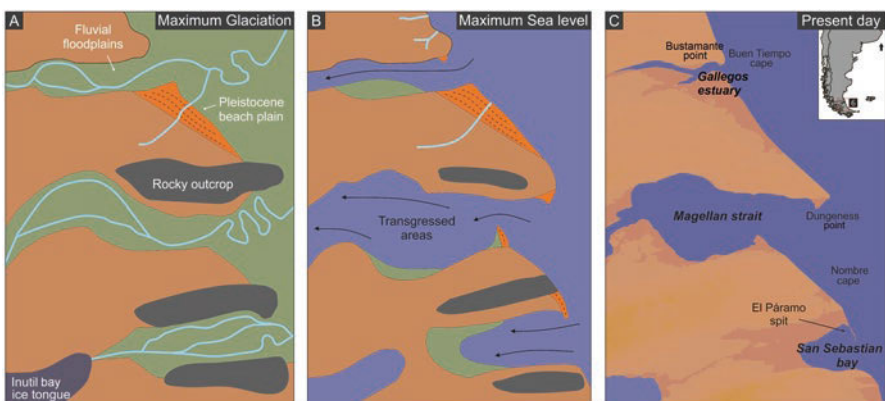 A
Maximum Glaciation
Fluvial
floodplains
Pleistocene
beach plain
Rocky outcrop
Inutil bay
ice tongue
B
Maximum Sea level
Transgressed
areas
C
Present day
Bustamante
point
Buen Tiempo
cape
Gallegos
estuary
Magellan strait
Dungeness
point
Nombre
cape
El Páramo
spit
San Sebastian
bay